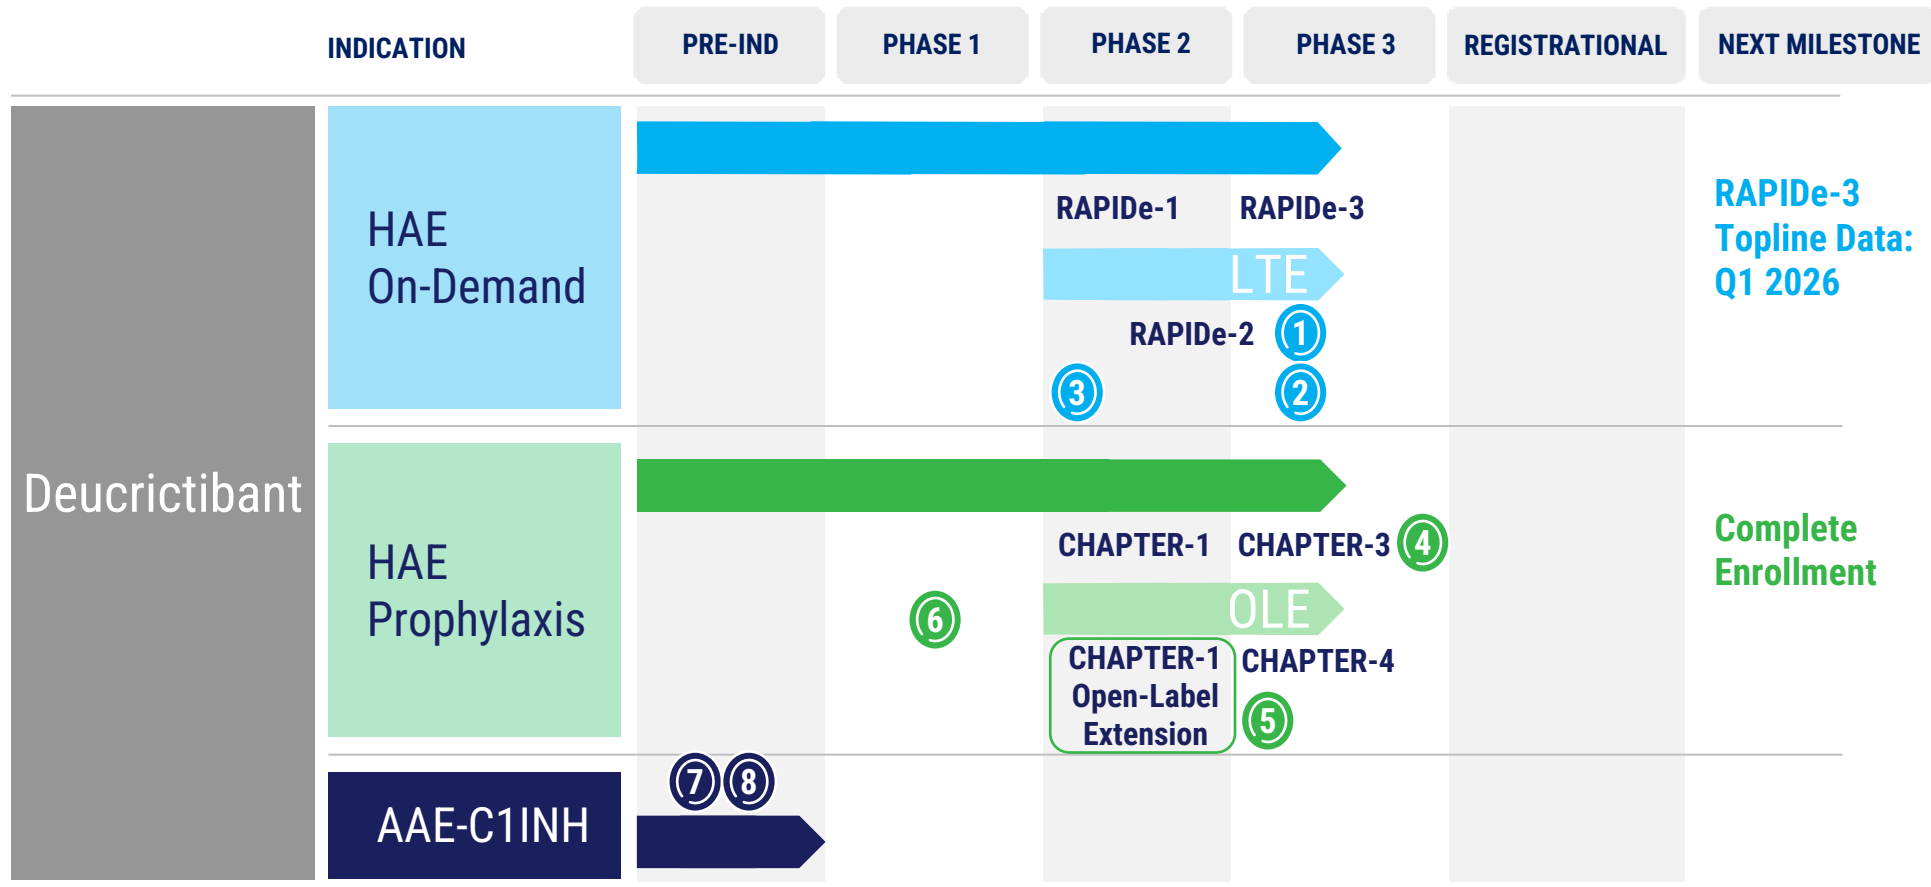 INDICATION
PRE-IND
PHASE 1
PHASE 2
PHASE 3
REGISTRATIONAL
NEXT MILESTONE
Deucrictibant
HAE
On-Demand
RAPIDe-1
RAPIDe-3
LTE
RAPIDe-2
1
3
2
RAPIDe-3
Topline Data:
Q1 2026
HAE
Prophylaxis
CHAPTER-1
CHAPTER-3
4
OLE
6
CHAPTER-1
Open-Label
Extension
CHAPTER-4
5
Complete
Enrollment
AAE-C1INH
7
8